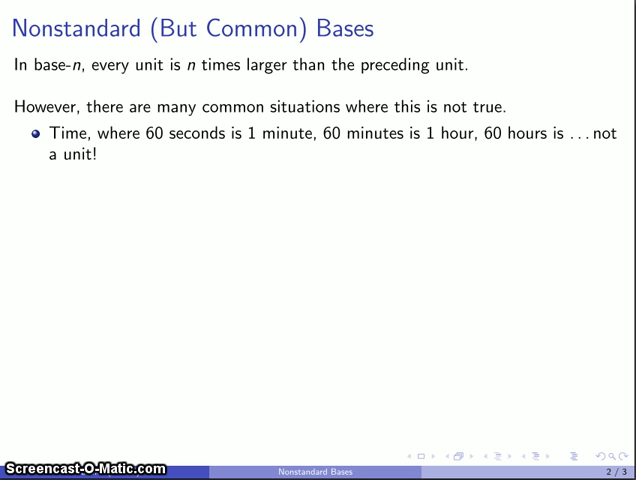 Nonstandard (But Common) Bases
In base-n, every unit is n times larger than the preceding unit.
However, there are many common situations where this is not true.
Time, where 60 seconds is 1 minute, 60 minutes is 1 hour, 60 hours is ...not
a unit!
Screencast-O-Matic.com
Nonstandard Bases
2 / 3